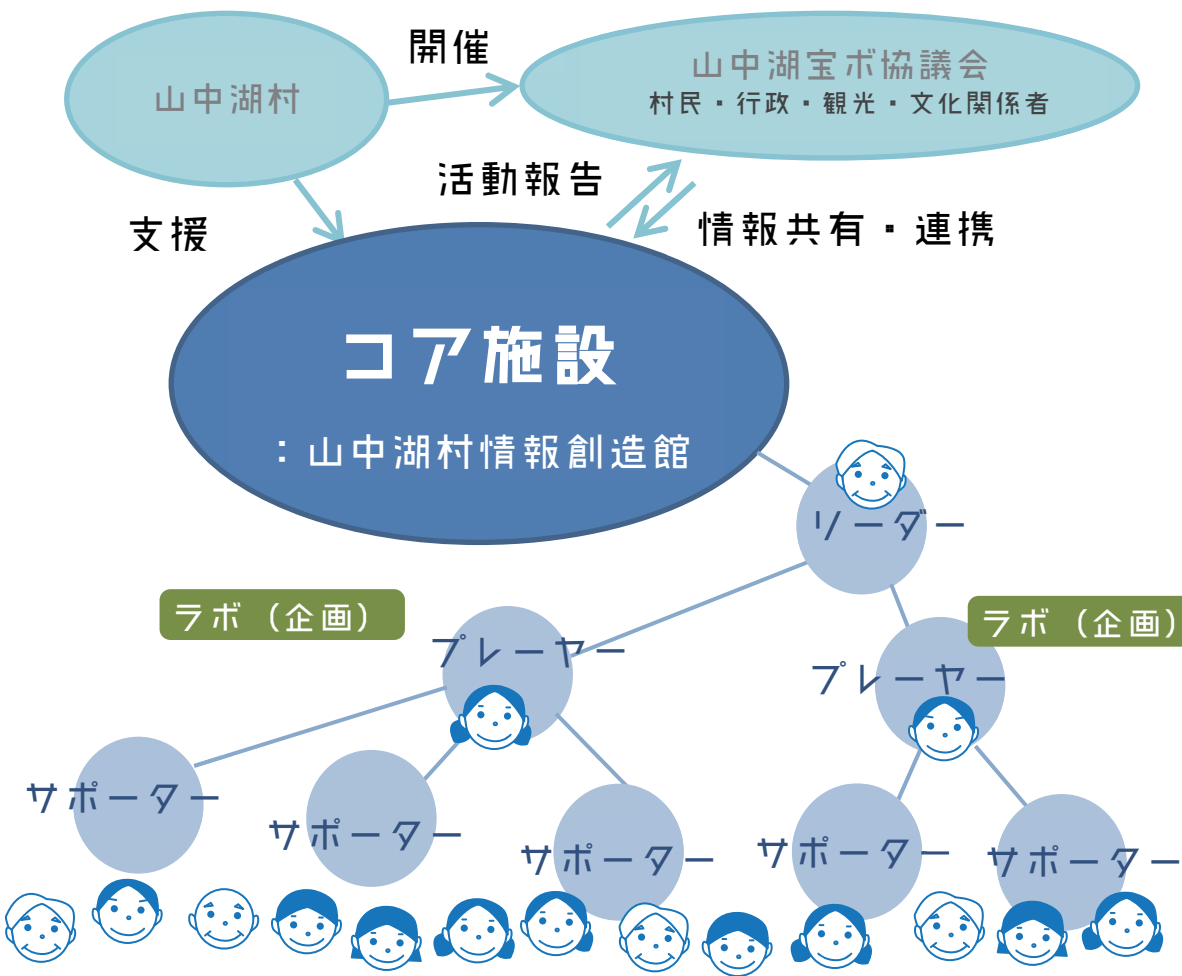 開催
山中湖村
山中湖宝ボ協議会
村民・行政・観光・文化関係者
活動報告
支援
情報共有・連携
コア施設
：山中湖村情報創造館
リーダー
ラボ（企画）
ラボ（企画）
プレーヤー
プレーヤー
サポーター
サポーター
サポーター
サポーター
サポーター